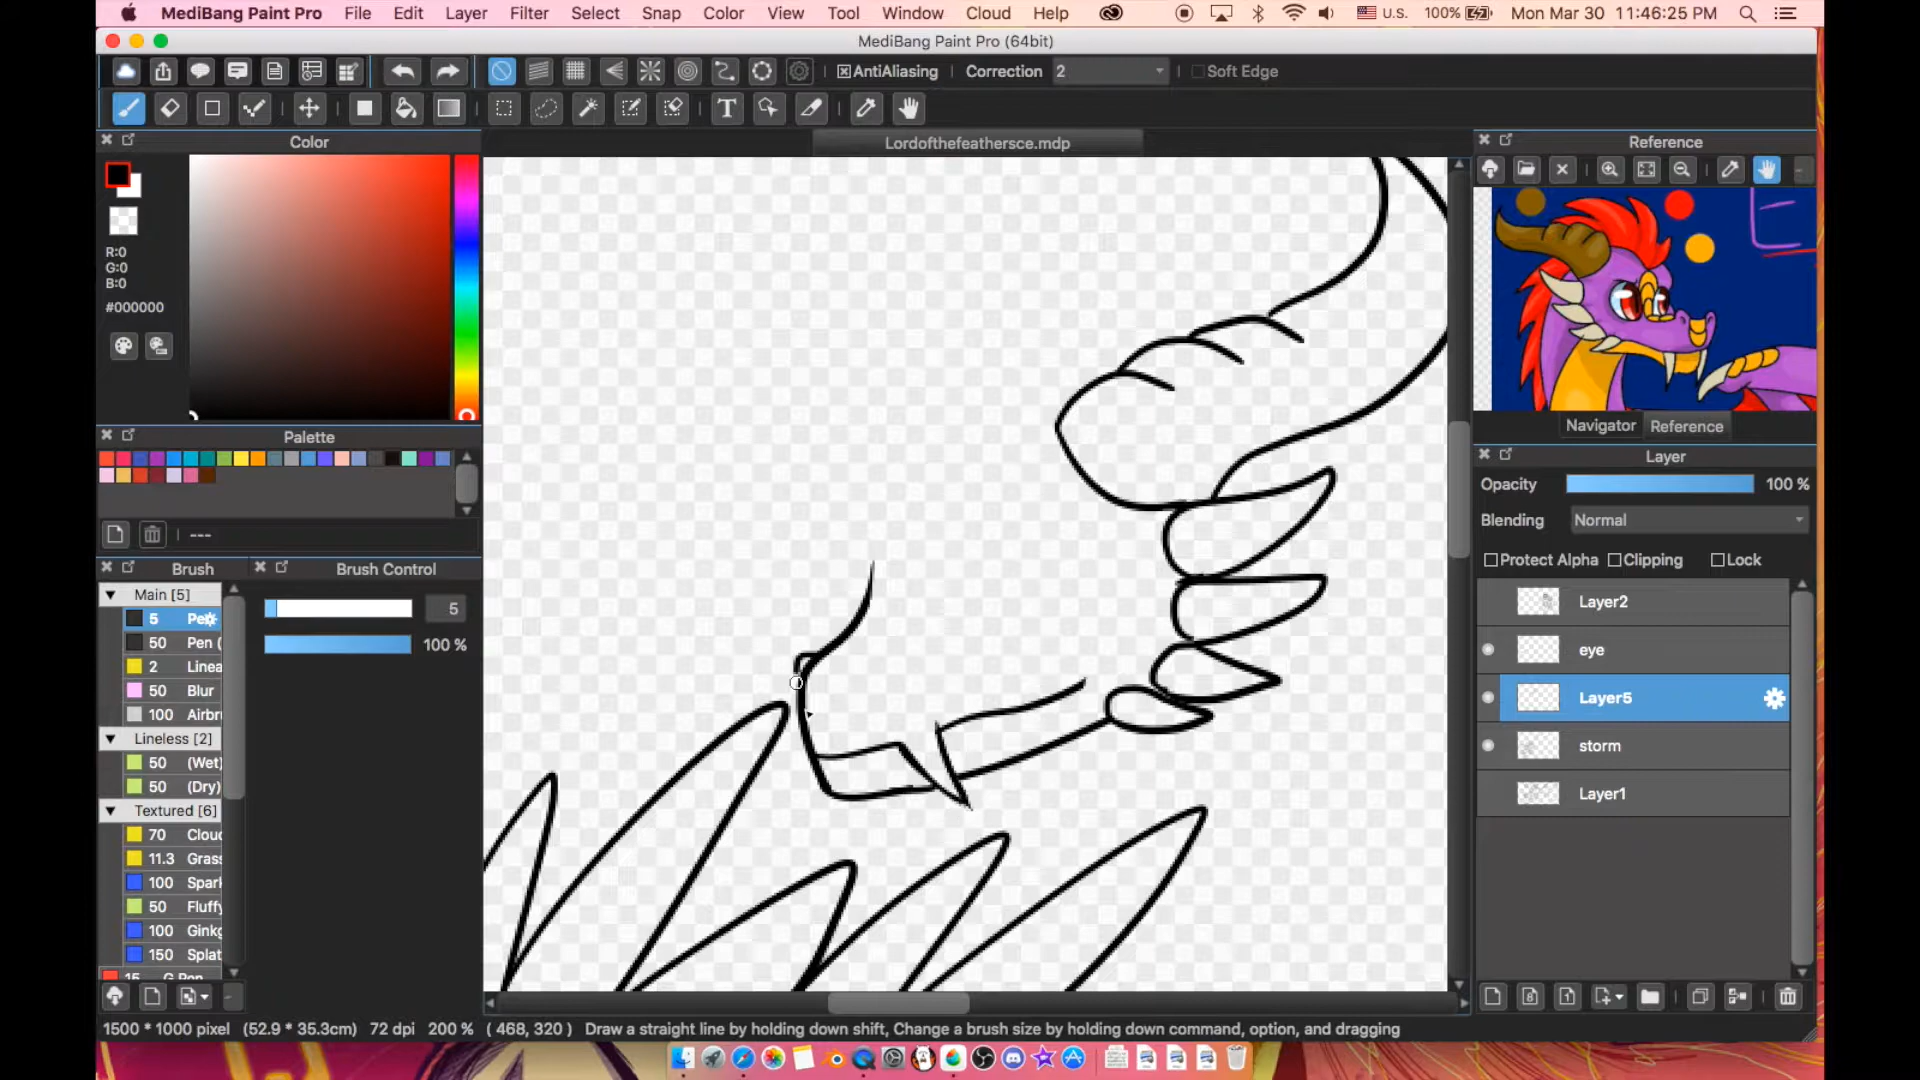 MediBang Paint Pro File Edit Layer Filter Select Snap Color View Tool Window Cloud Help U.S. 100% Mon Mar 30 11:46:25 PM
MediBang Paint Pro (64bit)
AntiAliasing Correction 2 Soft Edge
T
Color
Lordofthefeathersce.mdp
Reference
R:0
G:0
B:0
#000000
Navigator Reference
Palette
Layer
Opacity 100 %
Blending Normal
Protect Alpha Clipping Lock
---
Brush
Brush Control
Main [5]
5 Pe
5
50 Pen (
100 %
2 Linea
50 Blur
100 Airbr
Lineless [2]
50 (Wet)
50 (Dry)
Textured [6]
70 Cloud
11.3 Grass
100 Spark
50 Fluffy
100 Ginkg
150 Splat
15 G Pen
Layer2
eye
Layer5
storm
Layer1
1500 * 1000 pixel (52.9 * 35.3cm) 72 dpi 200 % ( 468, 320 ) Draw a straight line by holding down shift, Change a brush size by holding down command, option, and dragging